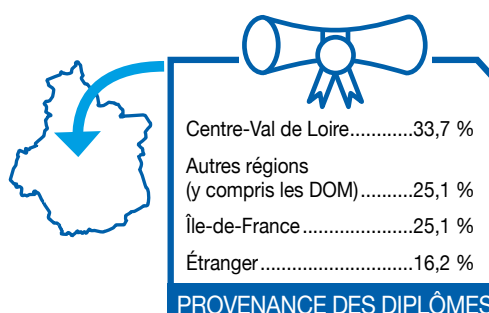 Centre-Val de Loire...........33,7 %
Autres régions
(y compris les DOM)..........25,1 %
Île-de-France.....................25,1 %
Étranger.............................16,2 %
PROVENANCE DES DIPLÔMES